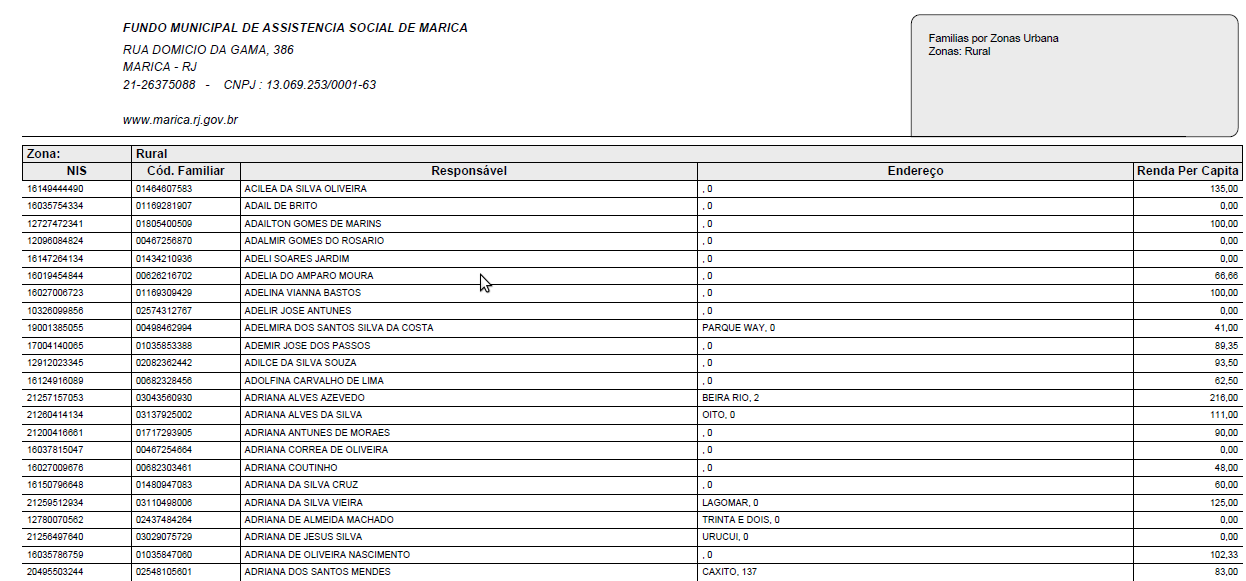 FUNDO MUNICIPAL DE ASSISTENCIA SOCIAL DE MARICA
RUA DOMICIO DA GAMA, 386
MARICA - RJ
21-26375088 - CNPJ : 13.069.253/0001-63
www.marica.rj.gov.br
Familias por Zonas Urbana
Zonas: Rural
Zona: Rural
NIS Cód. Familiar Responsável Endereço Renda Per Capita
16149444490 01464607583 ACILEA DA SILVA OLIVEIRA , 0 135,00
16035754334 01169281907 ADAIL DE BRITO , 0 0,00
12727472341 01805400509 ADAILTON GOMES DE MARINS , 0 100,00
12096084824 00467256870 ADALMIR GOMES DO ROSARIO , 0 0,00
16147264134 01434210936 ADELI SOARES JARDIM , 0 0,00
16019454844 00626216702 ADELIA DO AMPARO MOURA , 0 66,66
16027006723 01169309429 ADELINA VIANNA BASTOS , 0 100,00
10326099856 02574312767 ADELIR JOSE ANTUNES , 0 0,00
19001385055 00498462994 ADELMIRA DOS SANTOS SILVA DA COSTA PARQUE WAY, 0 41,00
17004140065 01035853388 ADEMIR JOSE DOS PASSOS , 0 89,35
12912023345 02082362442 ADILCE DA SILVA SOUZA , 0 93,50
16124916089 00682328456 ADOLFINA CARVALHO DE LIMA , 0 62,50
21257157053 03043560930 ADRIANA ALVES AZEVEDO BEIRA RIO, 2 216,00
21260414134 03137925002 ADRIANA ALVES DA SILVA OITO, 0 111,00
21200416661 01717293905 ADRIANA ANTUNES DE MORAES , 0 90,00
16037815047 00467254664 ADRIANA CORREA DE OLIVEIRA , 0 0,00
16027009676 00682303461 ADRIANA COUTINHO , 0 48,00
16150796648 01480947083 ADRIANA DA SILVA CRUZ , 0 60,00
21259512934 03110498006 ADRIANA DA SILVA VIEIRA LAGOMAR, 0 125,00
12780070562 02437484264 ADRIANA DE ALMEIDA MACHADO TRINTA E DOIS, 0 0,00
21256497640 03029075729 ADRIANA DE JESUS SILVA URUCUI, 0 0,00
16035786759 01035847060 ADRIANA DE OLIVEIRA NASCIMENTO , 0 102,33
20495503244 02548105601 ADRIANA DOS SANTOS MENDES CAXITO, 137 83,00